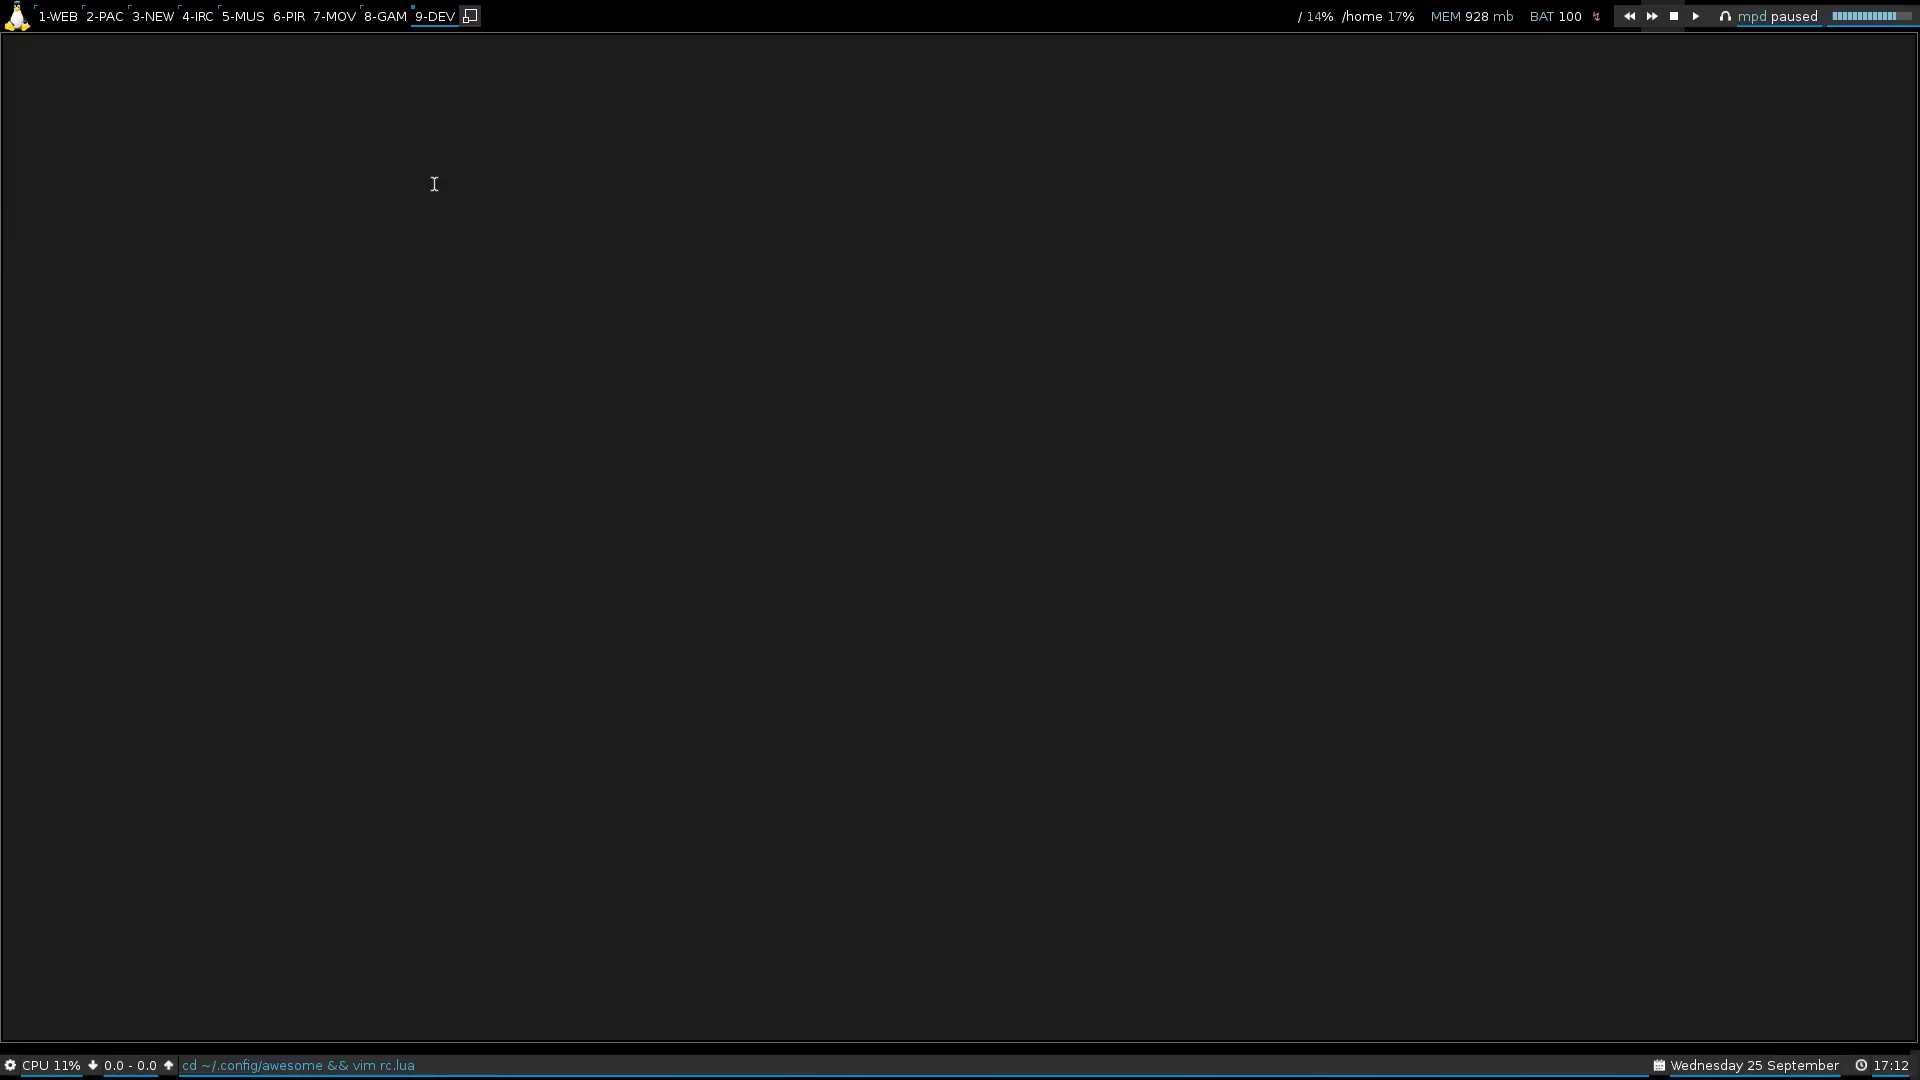 1-WEB 2-PAC 3-NEW 4-IRC 5-MUS 6-PIR 7-MOV 8-GAM 9-DEV / 14% /home 17% MEM 928 mb BAT 100 mpd paused
CPU 11% 0.0 - 0.0 cd ~/.config/awesome && vim rc.lua Wednesday 25 September 17:12